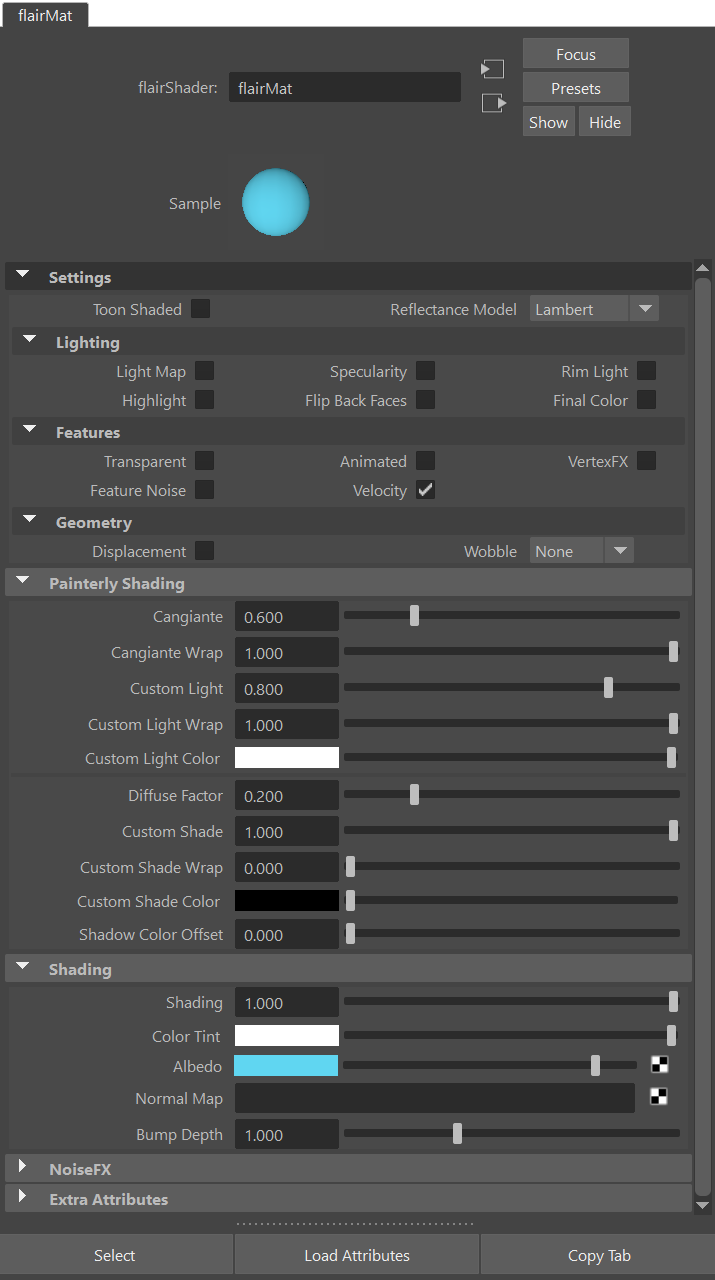 flairMat
Focus
flairShader: flairMat
Presets
Show Hide
Sample
Settings
Toon Shaded Reflectance Model Lambert
Lighting
Light Map Specularity Rim Light
Highlight Flip Back Faces Final Color
Features
Transparent Animated VertexFX
Feature Noise Velocity
Geometry
Displacement Wobble None
Painterly Shading
Cangiante 0.600
Cangiante Wrap 1.000
Custom Light 0.800
Custom Light Wrap 1.000
Custom Light Color
Diffuse Factor 0.200
Custom Shade 1.000
Custom Shade Wrap 0.000
Custom Shade Color
Shadow Color Offset 0.000
Shading
Shading 1.000
Color Tint
Albedo
Normal Map
Bump Depth 1.000
NoiseFX
Extra Attributes
Select Load Attributes Copy Tab